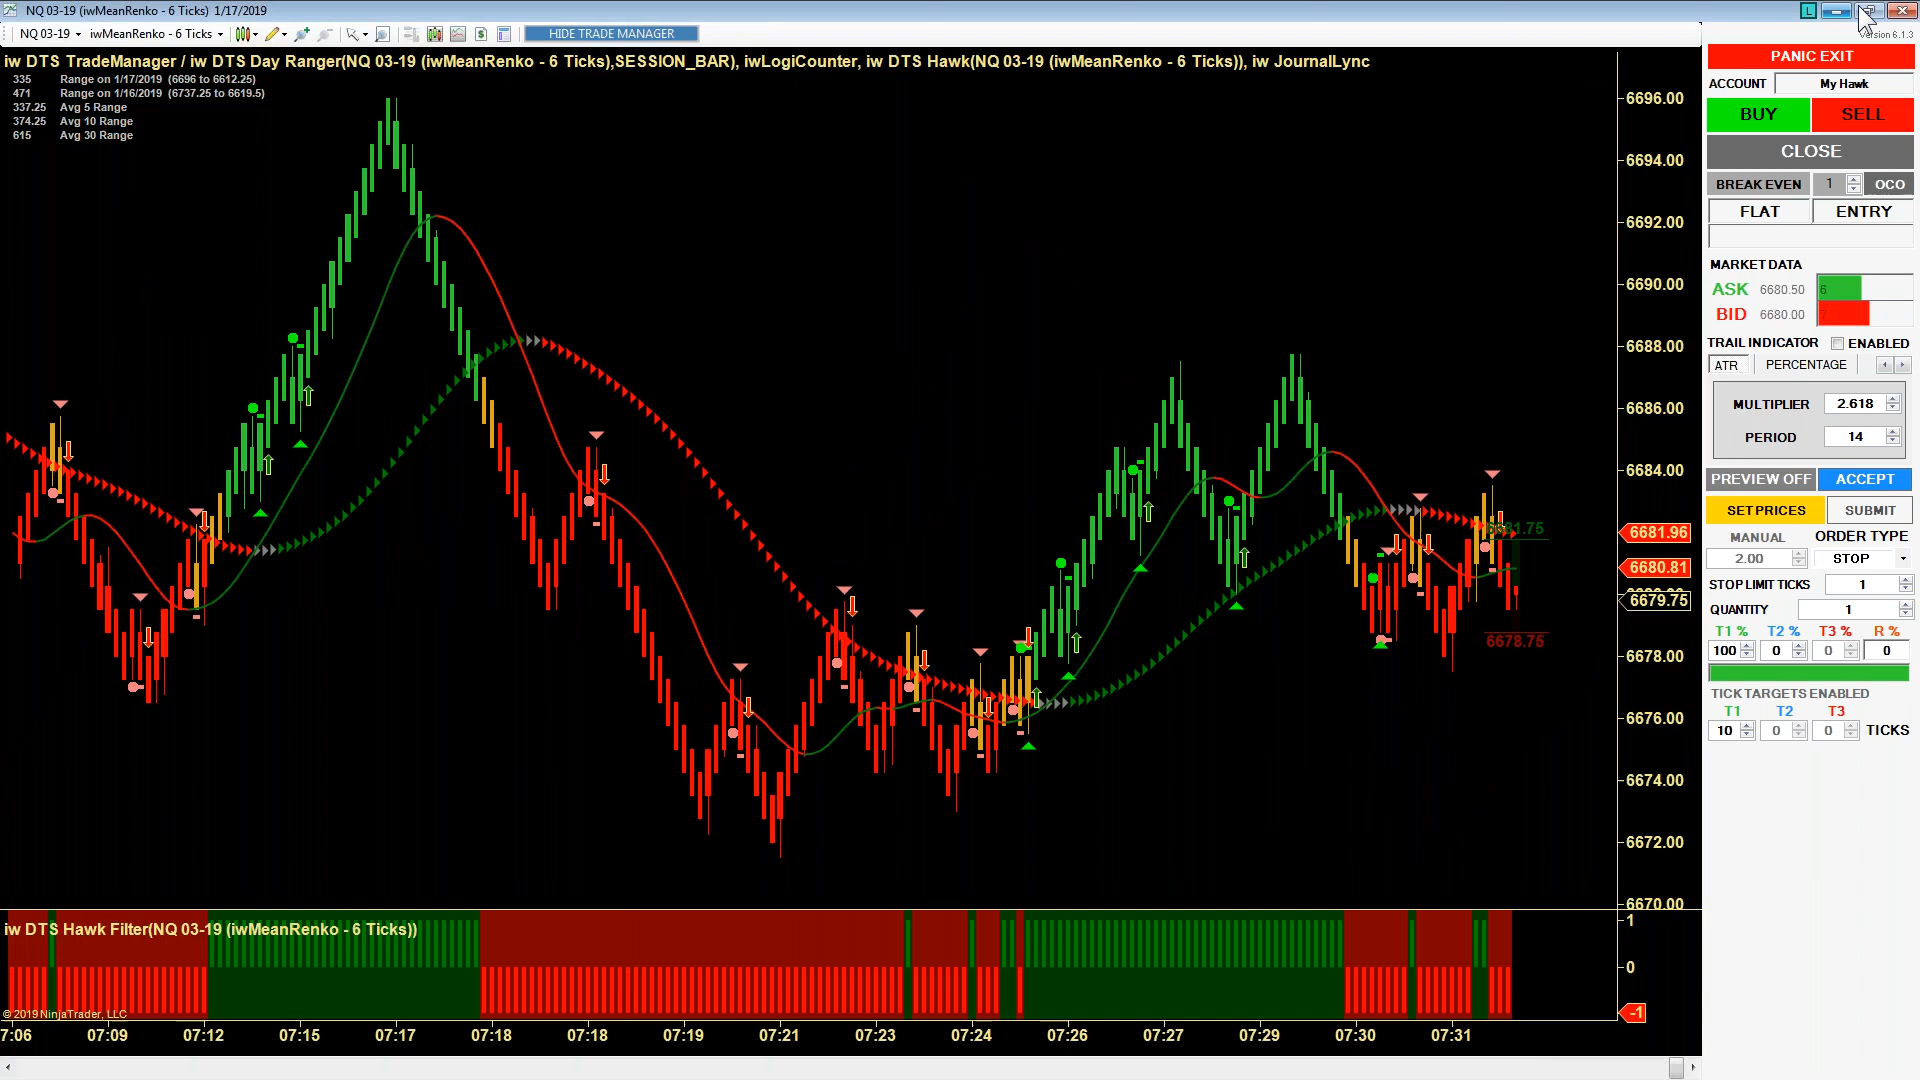 NQ 03-19 (iwMeanRenko - 6 Ticks) 1/17/2019
L
NQ 03-19 iwMeanRenko - 6 Ticks HIDE TRADE MANAGER
Version 6.1.3
iw DTS TradeManager / iw DTS Day Ranger(NQ 03-19 (iwMeanRenko - 6 Ticks),SESSION_BAR), iwLogiCounter, iw DTS Hawk(NQ 03-19 (iwMeanRenko - 6 Ticks)), iw JournalLync
335 Range on 1/17/2019 (6696 to 6612.25)
471 Range on 1/16/2019 (6737.25 to 6619.5)
337.25 Avg 5 Range
374.25 Avg 10 Range
615 Avg 30 Range
6696.00
6694.00
6692.00
6690.00
6688.00
6686.00
6684.00
6681.96
6680.81
6679.75
6678.00
6676.00
6674.00
6672.00
6670.00
6678.75
iw DTS Hawk Filter(NQ 03-19 (iwMeanRenko - 6 Ticks))
1
0
-1
© 2019 NinjaTrader, LLC
7:06 07:09 07:12 07:15 07:17 07:18 07:18 07:19 07:21 07:23 07:24 07:26 07:27 07:29 07:30 07:31
PANIC EXIT
ACCOUNT My Hawk
BUY SELL
CLOSE
BREAK EVEN 1 OCO
FLAT ENTRY
MARKET DATA
ASK 6680.50 6
BID 6680.00 7
TRAIL INDICATOR ENABLED
ATR PERCENTAGE
MULTIPLIER 2.618
PERIOD 14
PREVIEW OFF ACCEPT
SET PRICES SUBMIT
MANUAL ORDER TYPE
2.00 STOP
STOP LIMIT TICKS 1
QUANTITY 1
T1 % T2 % T3 % R %
100 0 0 0
TICK TARGETS ENABLED
T1 T2 T3
10 0 0 TICKS